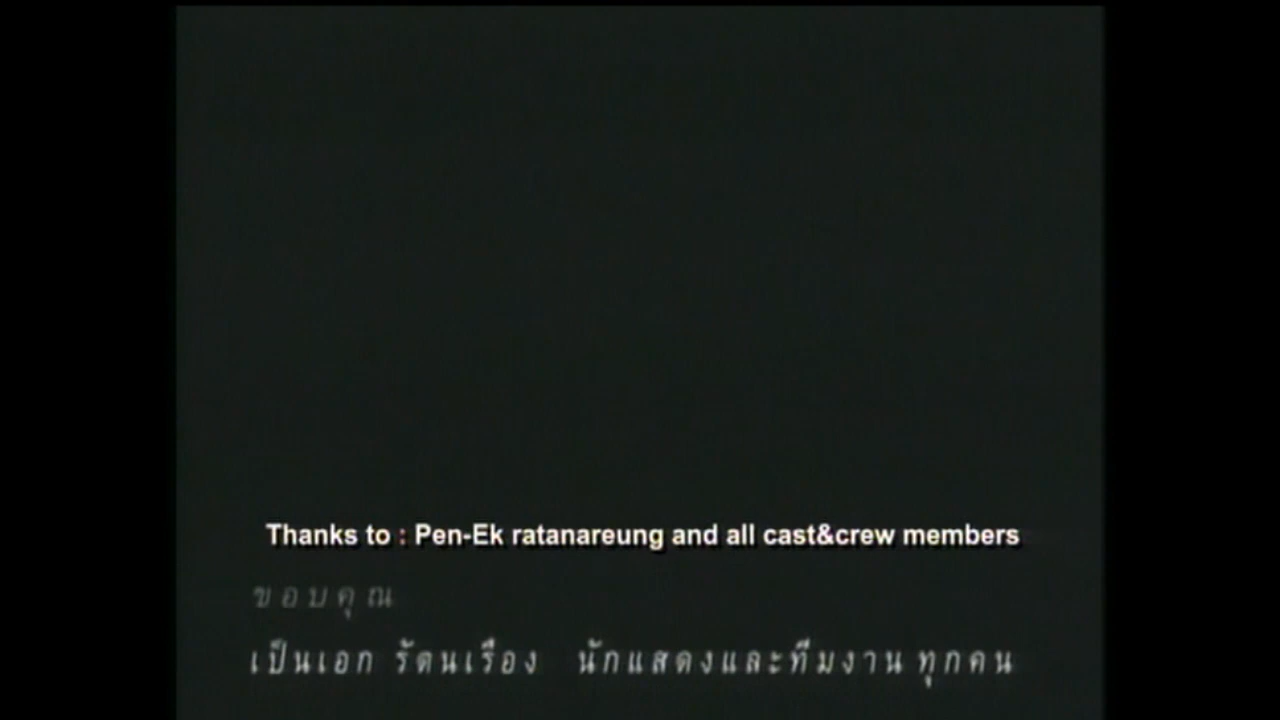 Thanks to : Pen-Ek ratanareung and all cast&crew members
ขอบคุณ
เป็นเอก รัตนเรือง นักแสดงและทีมงาน ทุกคน